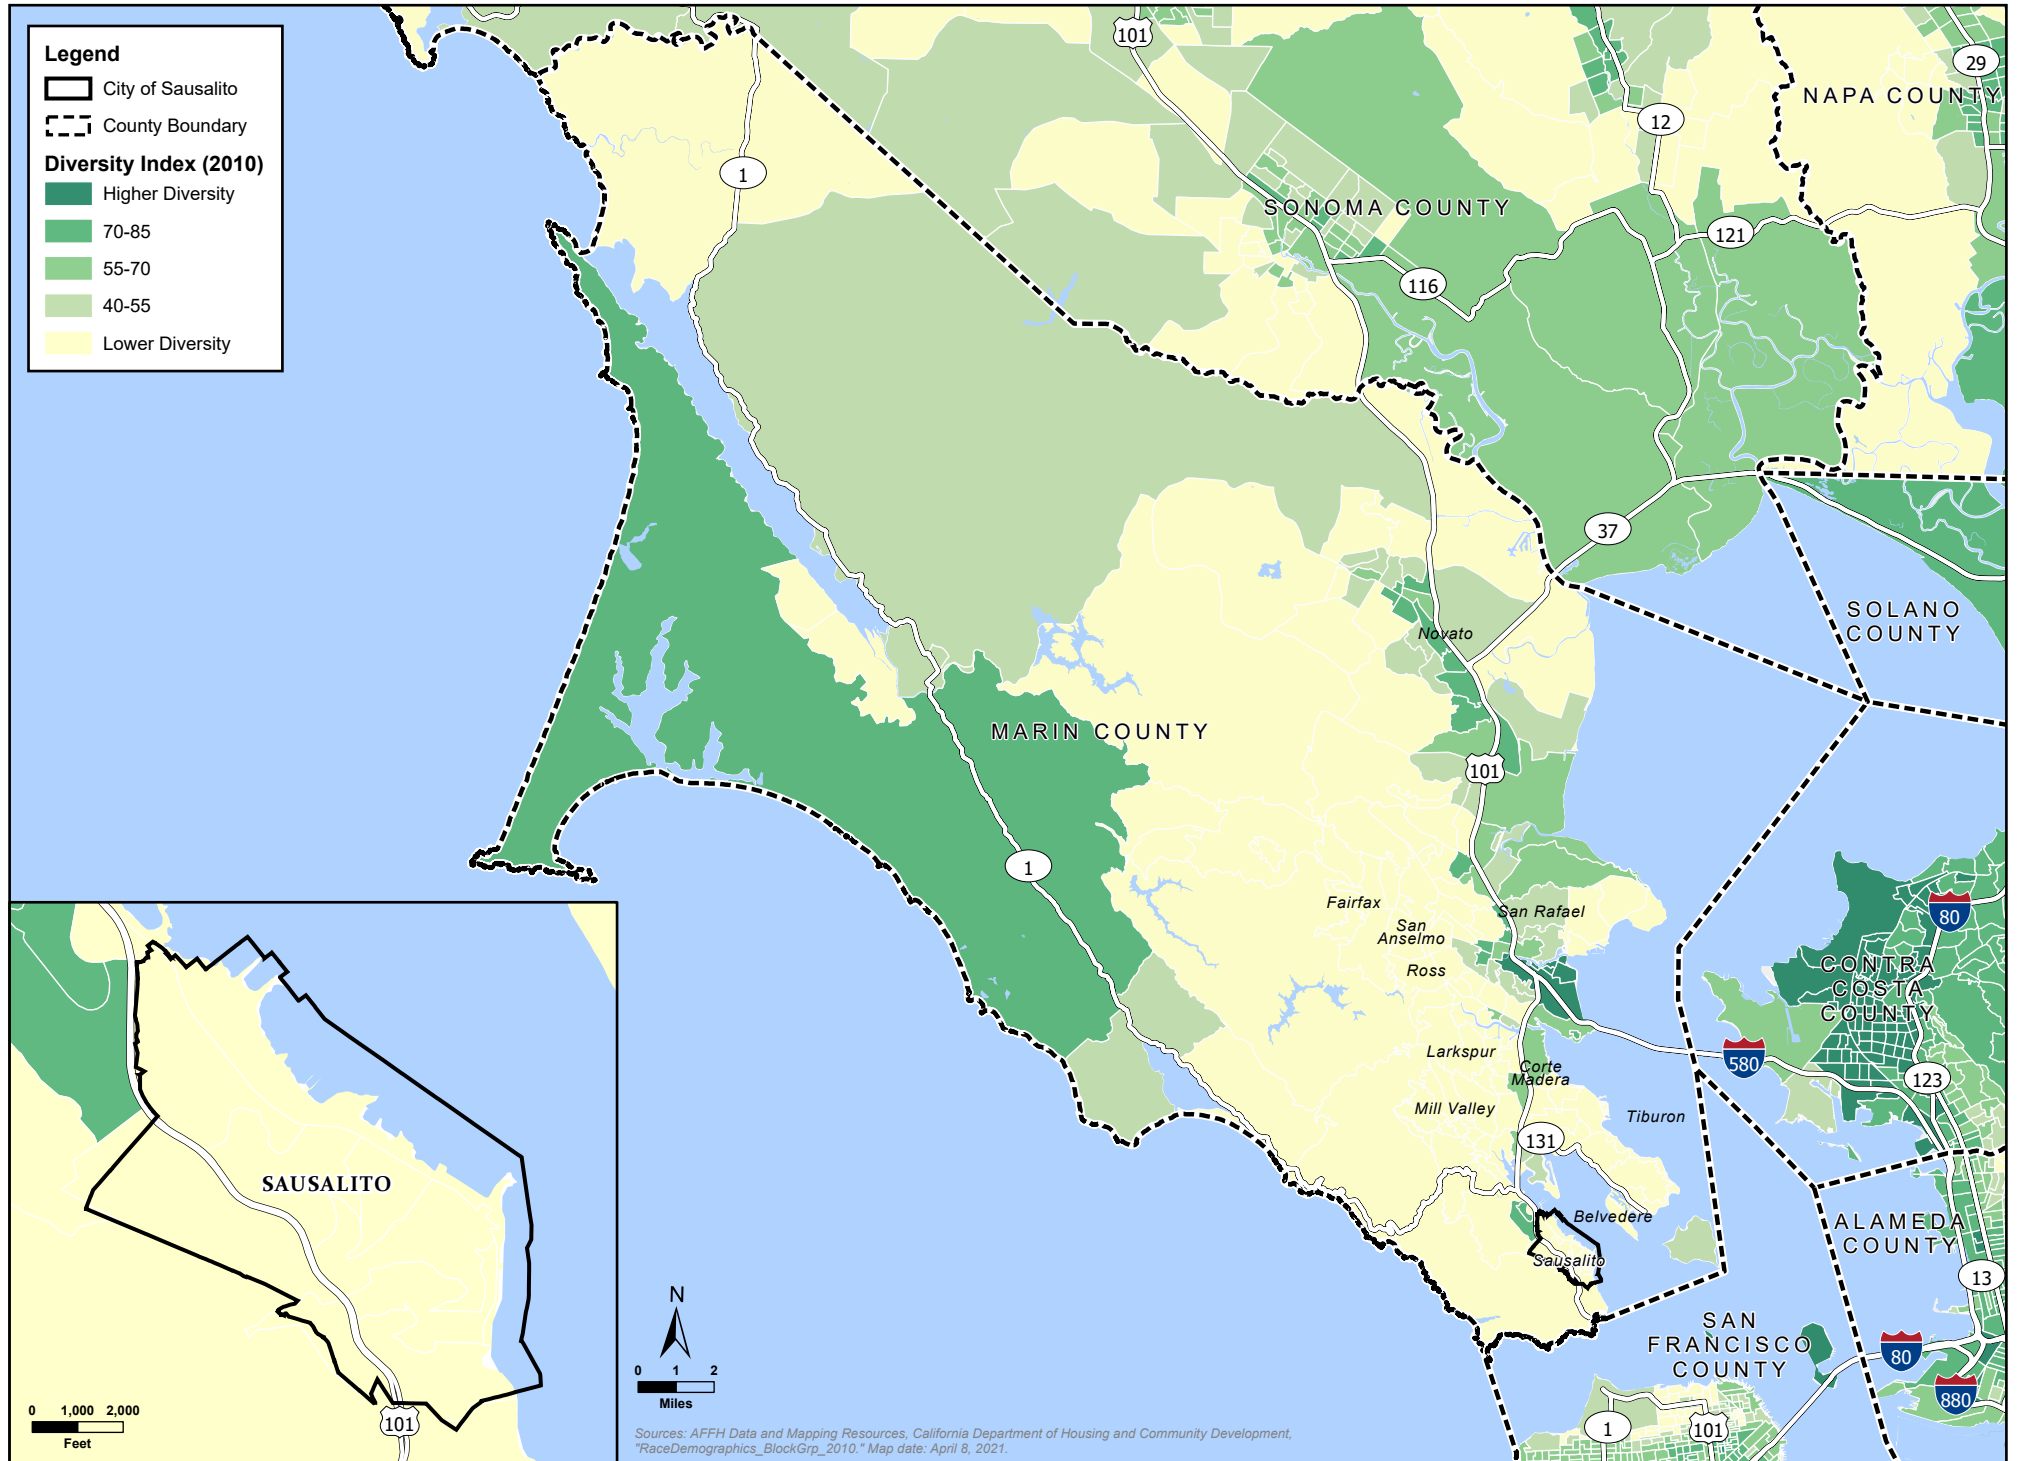 Legend
City of Sausalito
County Boundary
Diversity Index (2010)
Higher Diversity
70-85
55-70
40-55
Lower Diversity
101
29
NAPA COUNTY
12
1
SONOMA COUNTY
121
116
37
SOLANO
COUNTY
Novato
MARIN COUNTY
101
1
Fairfax
San
Anselmo
San Rafael
Ross
80
CONTRA
COSTA
COUNTY
Larkspur
Corte
Madera
580
123
Mill Valley
Tiburon
131
Belvedere
Sausalito
ALAMEDA
COUNTY
13
SAN
FRANCISCO
COUNTY
80
880
1
101
SAUSALITO
101
0 1,000 2,000
Feet
N
0 1 2
Miles
Sources: AFFH Data and Mapping Resources, California Department of Housing and Community Development,
"RaceDemographics_BlockGrp_2010." Map date: April 8, 2021.